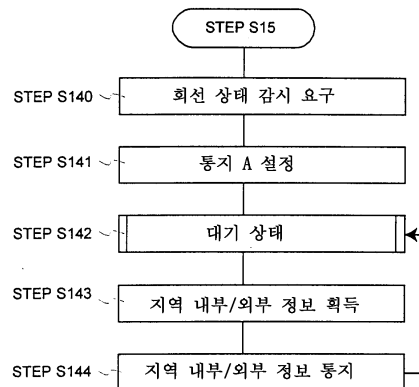 STEP S15
STEP S140 회선 상태 감시 요구
STEP S141 통지 A 설정
STEP S142 대기 상태
STEP S143 지역 내부/외부 정보 획득
STEP S144 지역 내부/외부 정보 통지